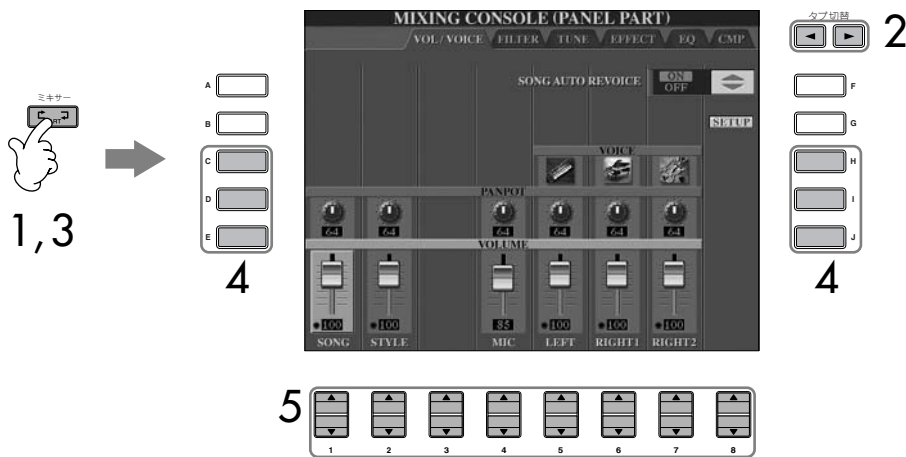 MIXING CONSOLE (PANEL PART)
VOL/VOICE FILTER TUNE EFFECT EQ CMP
タブ切替
2
SONG AUTO REVOICE ON
OFF
A
F
ミキサー
B
G
SETUP
VOICE
C
H
PANPOT
D
I
64 64 64 64 64 64
1,3
E
J
VOLUME
4
4
100 100 85 100 100 100
SONG STYLE MIC LEFT RIGHT1 RIGHT2
5
1 2 3 4 5 6 7 8